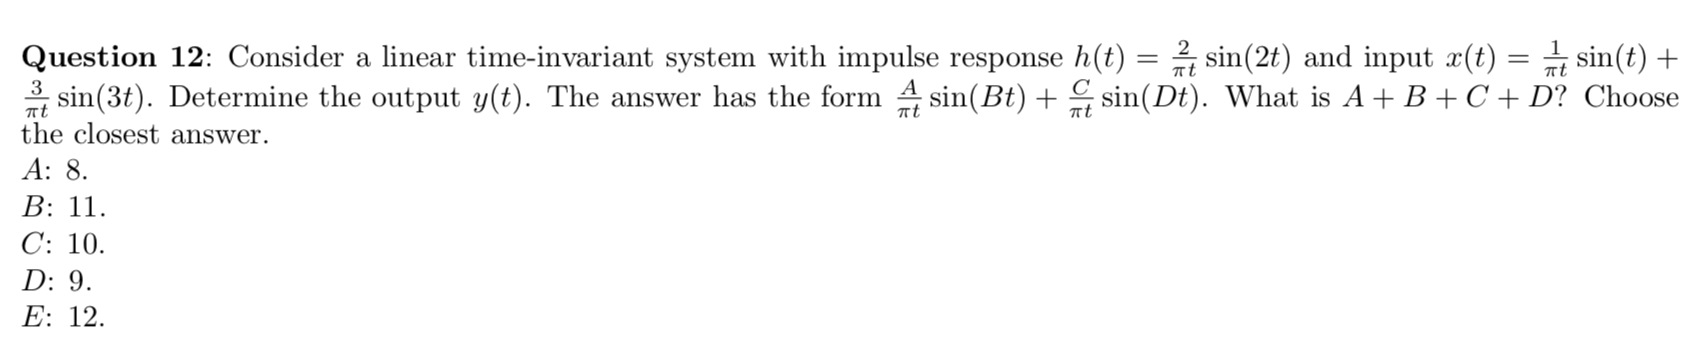 Question 12: Consider a linear time-invariant system with impulse response h(t) = \frac{2}{\pi t} sin(2t) and input x(t) = \frac{1}{\pi t} sin(t) +
\frac{3}{\pi t} sin(3t). Determine the output y(t). The answer has the form \frac{A}{\pi t} sin(Bt) + \frac{C}{\pi t} sin(Dt). What is A + B + C + D? Choose
the closest answer.
A: 8.
B: 11.
C: 10.
D: 9.
E: 12.